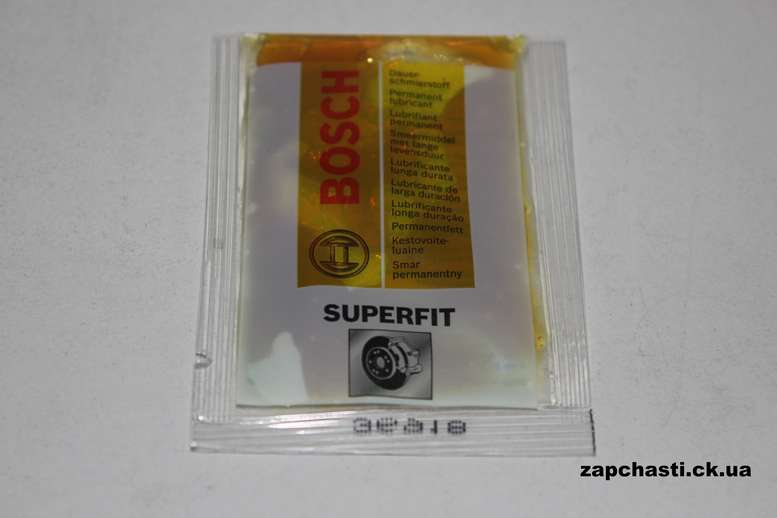 BOSCH
Dauer-
schmierstoff
Permanent
lubricant
Lubrifiant
permanent
Smeermiddel
met lange
levensduur
Lubrificante
lunga durata
Lubricante de
larga duración
Lubrificante
longa duração
Permanentfett
Kestovoite-
luaine
Smar
permanentny
SUPERFIT
zapchasti.ck.ua